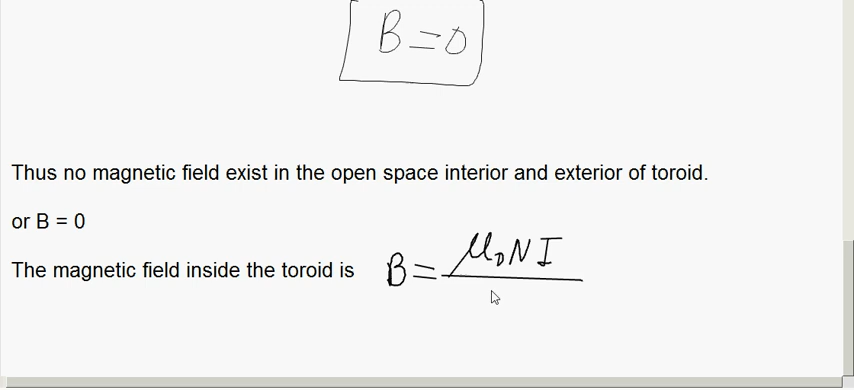 B = 0
Thus no magnetic field exist in the open space interior and exterior of toroid.
or B = 0
The magnetic field inside the toroid is B = μ₀NI